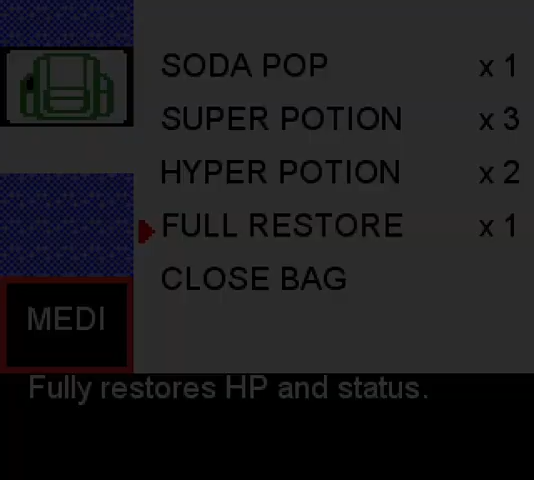 SODA POP x 1
SUPER POTION x 3
HYPER POTION x 2
FULL RESTORE x 1
CLOSE BAG
MEDI
Fully restores HP and status.